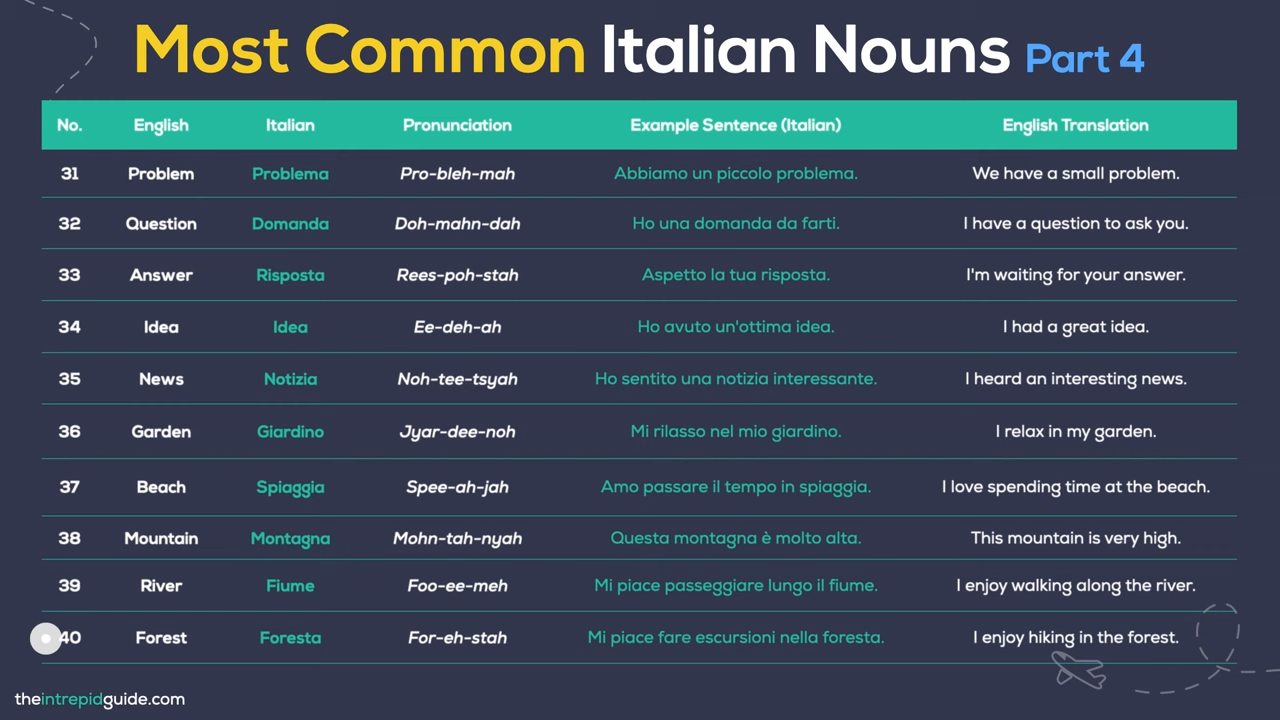 Most Common Italian Nouns Part 4
No. English Italian Pronunciation Example Sentence (Italian) English Translation
31 Problem Problema Pro-bleh-mah Abbiamo un piccolo problema. We have a small problem.
32 Question Domanda Doh-mahn-dah Ho una domanda da farti. I have a question to ask you.
33 Answer Risposta Rees-poh-stah Aspetto la tua risposta. I'm waiting for your answer.
34 Idea Idea Ee-deh-ah Ho avuto un'ottima idea. I had a great idea.
35 News Notizia Noh-tee-tsyah Ho sentito una notizia interessante. I heard an interesting news.
36 Garden Giardino Jyar-dee-noh Mi rilasso nel mio giardino. I relax in my garden.
37 Beach Spiaggia Spee-ah-jah Amo passare il tempo in spiaggia. I love spending time at the beach.
38 Mountain Montagna Mohn-tah-nyah Questa montagna è molto alta. This mountain is very high.
39 River Fiume Foo-ee-meh Mi piace passeggiare lungo il fiume. I enjoy walking along the river.
40 Forest Foresta For-eh-stah Mi piace fare escursioni nella foresta. I enjoy hiking in the forest.
theintrepidguide.com